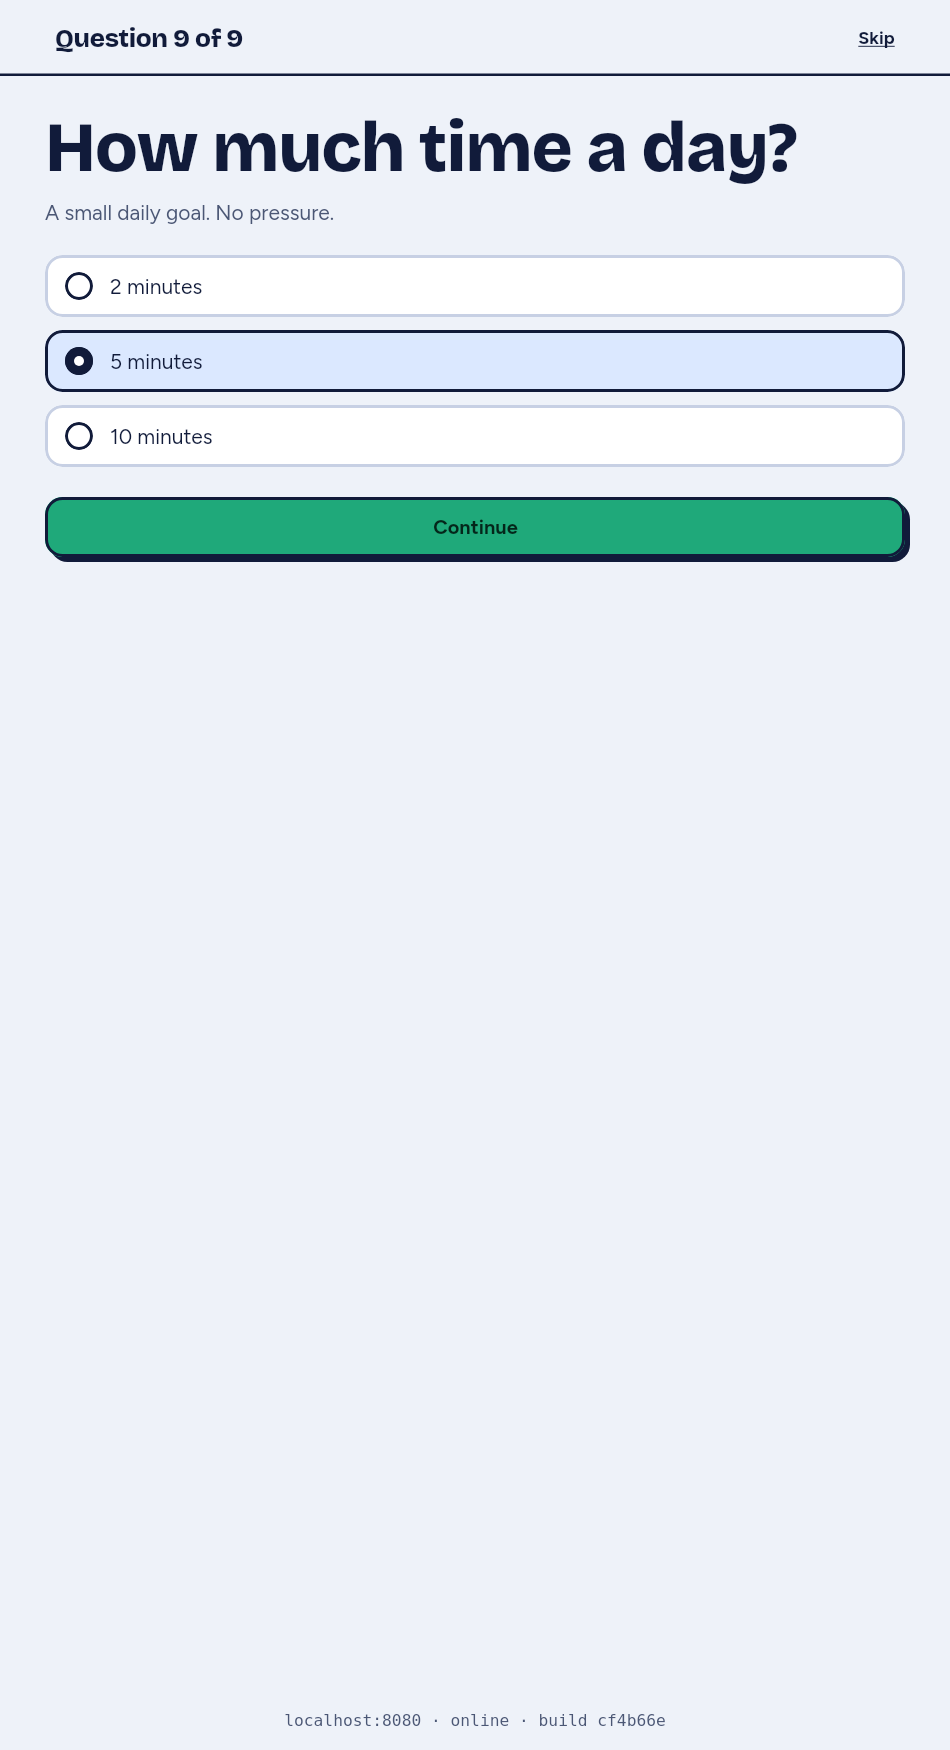 Question 9 of 9
Skip
How much time a day?
A small daily goal. No pressure.
2 minutes
5 minutes
10 minutes
Continue
localhost:8080 · online · build cf4b66e